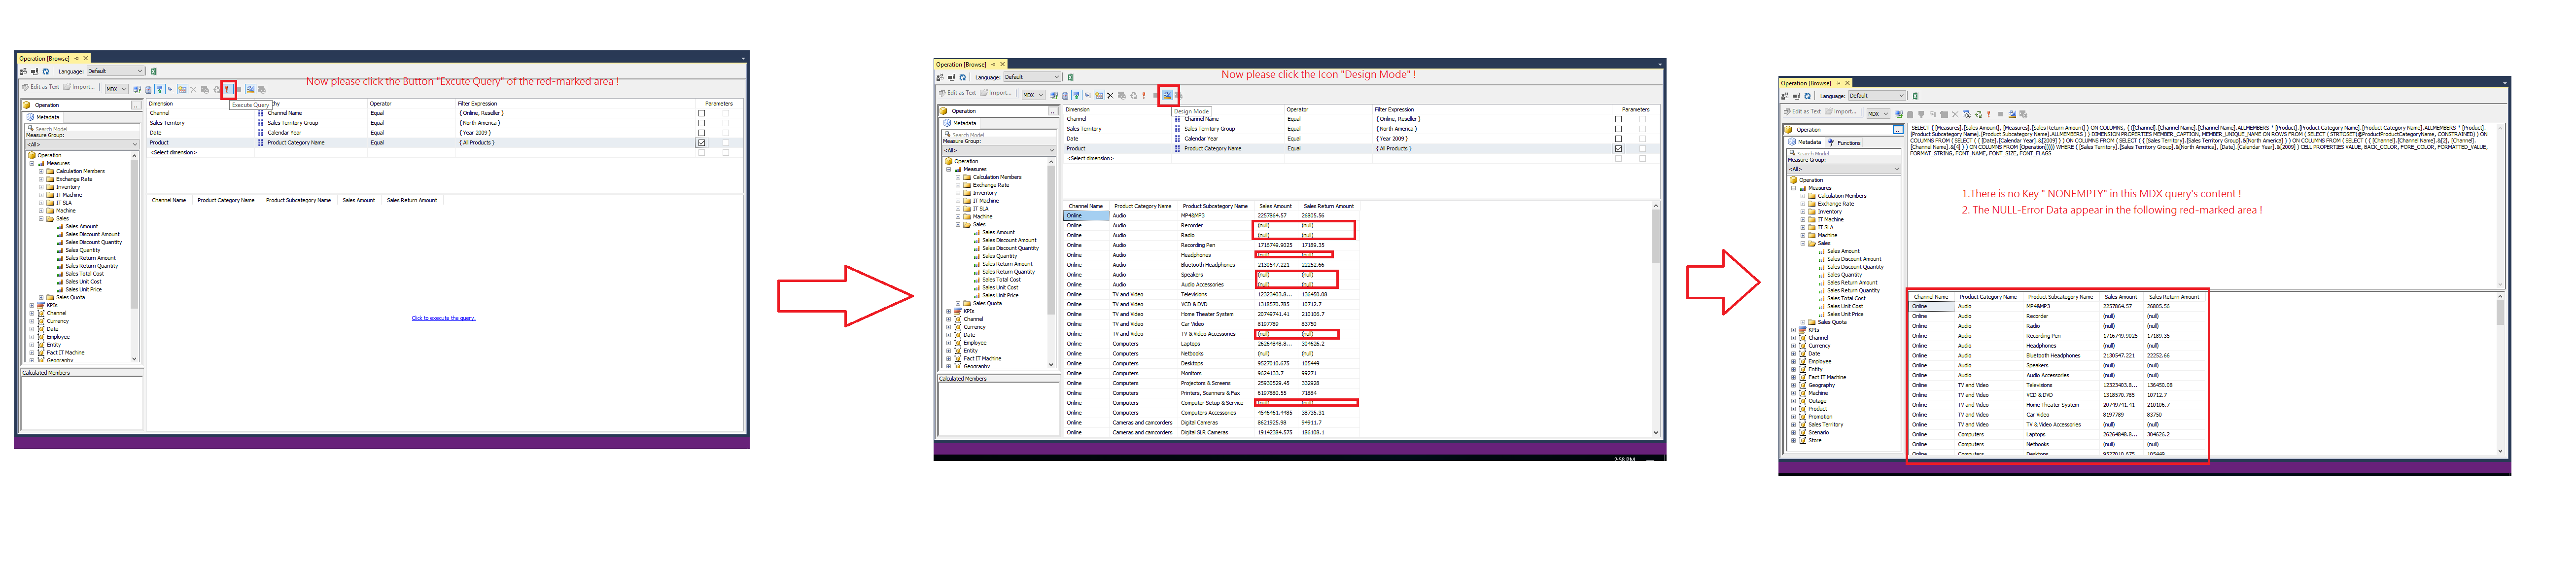 Operation [Browse]
Language: Default
Edit as Text Import... MDX
Now please click the Button "Excute Query" of the red-marked area !
Execute Query
Operation
Metadata
Search Model
Measure Group:
<All>
Operation
Measures
Calculation Members
Exchange Rate
Inventory
IT Machine
IT SLA
Machine
Sales
Sales Amount
Sales Discount Amount
Sales Discount Quantity
Sales Quantity
Sales Return Amount
Sales Return Quantity
Sales Total Cost
Sales Unit Cost
Sales Unit Price
Sales Quota
KPIs
Channel
Currency
Date
Employee
Entity
Fact IT Machine
Geography
Calculated Members
Dimension Operator Filter Expression Parameters
Channel Channel Name Equal { Online, Reseller }
Sales Territory Sales Territory Group Equal { North America }
Date Calendar Year Equal { Year 2009 }
Product Product Category Name Equal { All Products }
<Select dimension>
Channel Name Product Category Name Product Subcategory Name Sales Amount Sales Return Amount
Click to execute the query.
Operation [Browse]
Language: Default
Edit as Text Import... MDX
Now please click the Icon "Design Mode" !
Design Mode
Operation
Metadata
Search Model
Measure Group:
<All>
Operation
Measures
Calculation Members
Exchange Rate
Inventory
IT Machine
IT SLA
Machine
Sales
Sales Amount
Sales Discount Amount
Sales Discount Quantity
Sales Quantity
Sales Return Amount
Sales Return Quantity
Sales Total Cost
Sales Unit Cost
Sales Unit Price
Sales Quota
KPIs
Channel
Currency
Date
Employee
Entity
Fact IT Machine
Geography
Calculated Members
Dimension Operator Filter Expression Parameters
Channel Channel Name Equal { Online, Reseller }
Sales Territory Sales Territory Group Equal { North America }
Date Calendar Year Equal { Year 2009 }
Product Product Category Name Equal { All Products }
<Select dimension>
Channel Name Product Category Name Product Subcategory Name Sales Amount Sales Return Amount
Online Audio MP4&MP3 2257864.57 26805.56
Online Audio Recorder (null) (null)
Online Audio Radio (null) (null)
Online Audio Recording Pen 1716749.9025 17189.35
Online Audio Headphones (null) (null)
Online Audio Bluetooth Headphones 2130547.221 22252.66
Online Audio Speakers (null) (null)
Online Audio Audio Accessories (null) (null)
Online TV and Video Televisions 12323403.8... 136450.08
Online TV and Video VCD & DVD 1318570.785 10712.7
Online TV and Video Home Theater System 20749741.41 210106.7
Online TV and Video Car Video 8197789 83750
Online TV and Video TV & Video Accessories (null) (null)
Online Computers Laptops 26264848.8... 304626.2
Online Computers Netbooks (null) (null)
Online Computers Desktops 9527010.675 105449
Online Computers Monitors 9624133.7 99271
Online Computers Projectors & Screens 25930529.45 332928
Online Computers Printers, Scanners & Fax 6197880.55 71884
Online Computers Computer Setup & Service (null) (null)
Online Computers Computers Accessories 4546461.4485 38735.31
Online Cameras and camcorders Digital Cameras 8621925.98 94911.7
Online Cameras and camcorders Digital SLR Cameras 19142384.575 186108.1
2:58 PM
Operation [Browse]
Language: Default
Edit as Text Import... MDX
Operation
Metadata Functions
Search Model
Measure Group:
<All>
Operation
Measures
Calculation Members
Exchange Rate
Inventory
IT Machine
IT SLA
Machine
Sales
Sales Amount
Sales Discount Amount
Sales Discount Quantity
Sales Quantity
Sales Return Amount
Sales Return Quantity
Sales Total Cost
Sales Unit Cost
Sales Unit Price
Sales Quota
KPIs
Channel
Currency
Date
Employee
Entity
Fact IT Machine
Geography
Machine
Outage
Product
Promotion
Sales Territory
Scenario
Store
SELECT { [Measures].[Sales Amount], [Measures].[Sales Return Amount] } ON COLUMNS, { ([Channel].[Channel Name].[Channel Name].ALLMEMBERS * [Product].[Product Category Name].[Product Category Name].ALLMEMBERS * [Product].
[Product Subcategory Name].[Product Subcategory Name].ALLMEMBERS ) } DIMENSION PROPERTIES MEMBER_CAPTION, MEMBER_UNIQUE_NAME ON ROWS FROM ( SELECT ( STRTOSET(@ProductProductCategoryName, CONSTRAINED) ) ON
COLUMNS FROM ( SELECT ( { [Date].[Calendar Year].&[2009] } ) ON COLUMNS FROM ( SELECT ( { [Sales Territory].[Sales Territory Group].&[North America] } ) ON COLUMNS FROM ( SELECT ( { [Channel].[Channel Name].&[2], [Channel].
[Channel Name].&[4] } ) ON COLUMNS FROM [Operation])))) WHERE ( [Sales Territory].[Sales Territory Group].&[North America], [Date].[Calendar Year].&[2009] ) CELL PROPERTIES VALUE, BACK_COLOR, FORE_COLOR, FORMATTED_VALUE,
FORMAT_STRING, FONT_NAME, FONT_SIZE, FONT_FLAGS
1.There is no Key " NONEMPTY" in this MDX query's content !
2. The NULL-Error Data appear in the following red-marked area !
Channel Name Product Category Name Product Subcategory Name Sales Amount Sales Return Amount
Online Audio MP4&MP3 2257864.57 26805.56
Online Audio Recorder (null) (null)
Online Audio Radio (null) (null)
Online Audio Recording Pen 1716749.9025 17189.35
Online Audio Headphones (null) (null)
Online Audio Bluetooth Headphones 2130547.221 22252.66
Online Audio Speakers (null) (null)
Online Audio Audio Accessories (null) (null)
Online TV and Video Televisions 12323403.8... 136450.08
Online TV and Video VCD & DVD 1318570.785 10712.7
Online TV and Video Home Theater System 20749741.41 210106.7
Online TV and Video Car Video 8197789 83750
Online TV and Video TV & Video Accessories (null) (null)
Online Computers Laptops 26264848.8... 304626.2
Online Computers Netbooks (null) (null)
Online Computers Desktops 9527010.675 105449